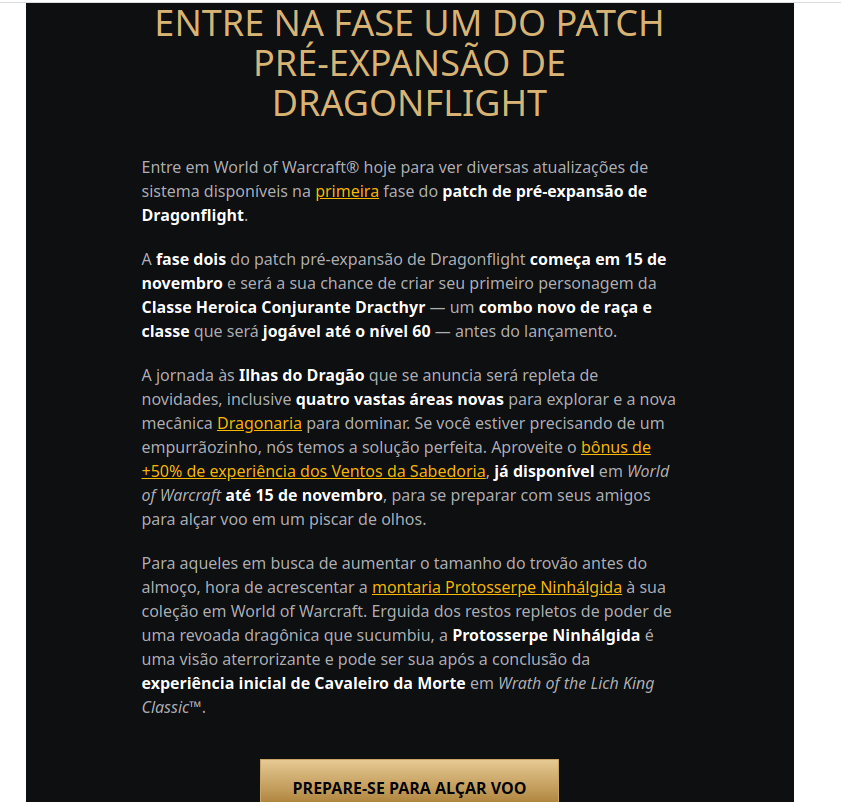 ENTRE NA FASE UM DO PATCH
PRÉ-EXPANSÃO DE
DRAGONFLIGHT
Entre em World of Warcraft® hoje para ver diversas atualizações de
sistema disponíveis na primeira fase do patch de pré-expansão de
Dragonflight.
A fase dois do patch pré-expansão de Dragonflight começa em 15 de
novembro e será a sua chance de criar seu primeiro personagem da
Classe Heroica Conjurante Dracthyr — um combo novo de raça e
classe que será jogável até o nível 60 — antes do lançamento.
A jornada às Ilhas do Dragão que se anuncia será repleta de
novidades, inclusive quatro vastas áreas novas para explorar e a nova
mecânica Dragonaria para dominar. Se você estiver precisando de um
empurrãozinho, nós temos a solução perfeita. Aproveite o bônus de
+50% de experiência dos Ventos da Sabedoria, já disponível em World
of Warcraft até 15 de novembro, para se preparar com seus amigos
para alçar voo em um piscar de olhos.
Para aqueles em busca de aumentar o tamanho do trovão antes do
almoço, hora de acrescentar a montaria Protosserpe Ninhálgida à sua
coleção em World of Warcraft. Erguida dos restos repletos de poder de
uma revoada dragônica que sucumbiu, a Protosserpe Ninhálgida é
uma visão aterrorizante e pode ser sua após a conclusão da
experiência inicial de Cavaleiro da Morte em Wrath of the Lich King
Classic™.
PREPARE-SE PARA ALÇAR VOO